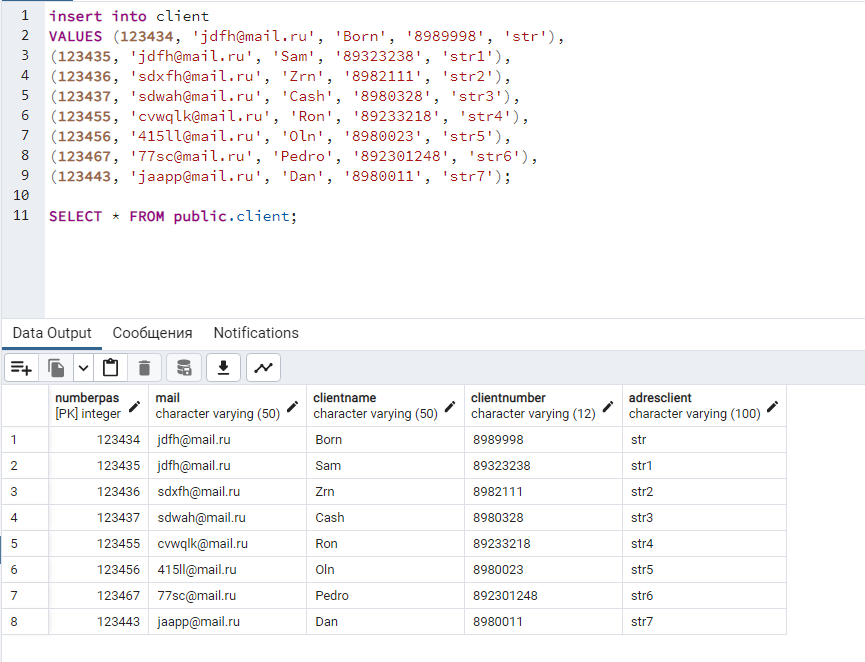 1 insert into client
2 VALUES (123434, 'jdfh@mail.ru', 'Born', '8989998', 'str'),
3 (123435, 'jdfh@mail.ru', 'Sam', '89323238', 'str1'),
4 (123436, 'sdxfh@mail.ru', 'Zrn', '8982111', 'str2'),
5 (123437, 'sdwah@mail.ru', 'Cash', '8980328', 'str3'),
6 (123455, 'cvwqlk@mail.ru', 'Ron', '89233218', 'str4'),
7 (123456, '415ll@mail.ru', 'Oln', '8980023', 'str5'),
8 (123467, '77sc@mail.ru', 'Pedro', '892301248', 'str6'),
9 (123443, 'jaapp@mail.ru', 'Dan', '8980011', 'str7');
10
11 SELECT * FROM public.client;
Data Output Сообщения Notifications
numberpas mail clientname clientnumber adresclient
[PK] integer character varying (50) character varying (50) character varying (12) character varying (100)
1 123434 jdfh@mail.ru Born 8989998 str
2 123435 jdfh@mail.ru Sam 89323238 str1
3 123436 sdxfh@mail.ru Zrn 8982111 str2
4 123437 sdwah@mail.ru Cash 8980328 str3
5 123455 cvwqlk@mail.ru Ron 89233218 str4
6 123456 415ll@mail.ru Oln 8980023 str5
7 123467 77sc@mail.ru Pedro 892301248 str6
8 123443 jaapp@mail.ru Dan 8980011 str7